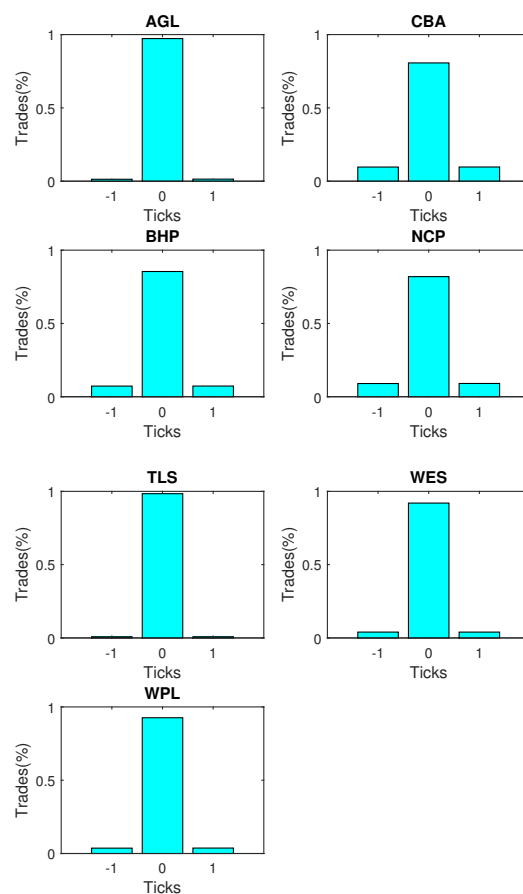 AGL
1
0.5
0
Trades(%)
-1 0 1
Ticks
CBA
1
0.5
0
Trades(%)
-1 0 1
Ticks
BHP
1
0.5
0
Trades(%)
-1 0 1
Ticks
NCP
1
0.5
0
Trades(%)
-1 0 1
Ticks
TLS
1
0.5
0
Trades(%)
-1 0 1
Ticks
WES
1
0.5
0
Trades(%)
-1 0 1
Ticks
WPL
1
0.5
0
Trades(%)
-1 0 1
Ticks